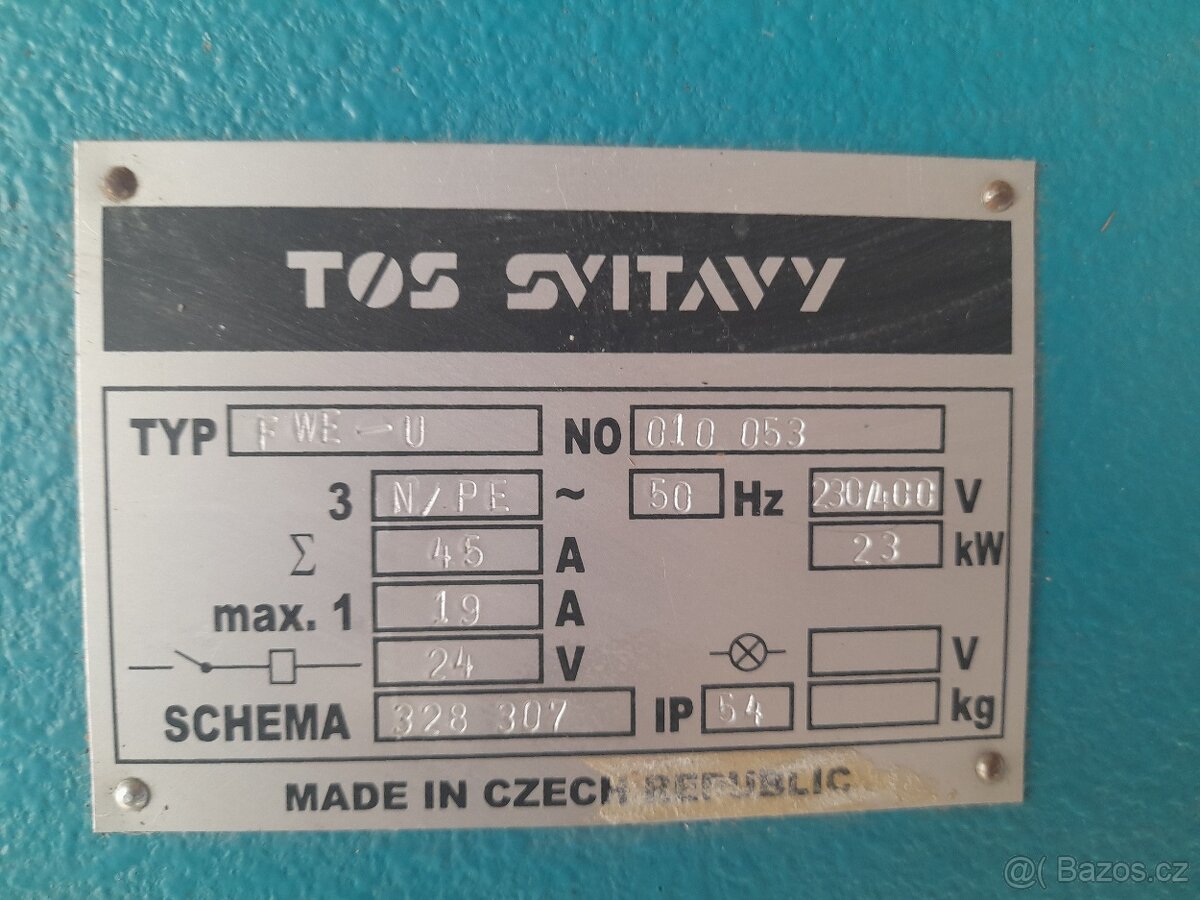 TOS SVITAVY
TYP FWE-U NO 010 053
3 N/PE ~ 50 Hz 230/400 V
Σ 45 A 23 kW
max. 1 19 A
24 V V
SCHEMA 328 307 IP 54 kg
MADE IN CZECH REPUBLIC
@( Bazos.cz